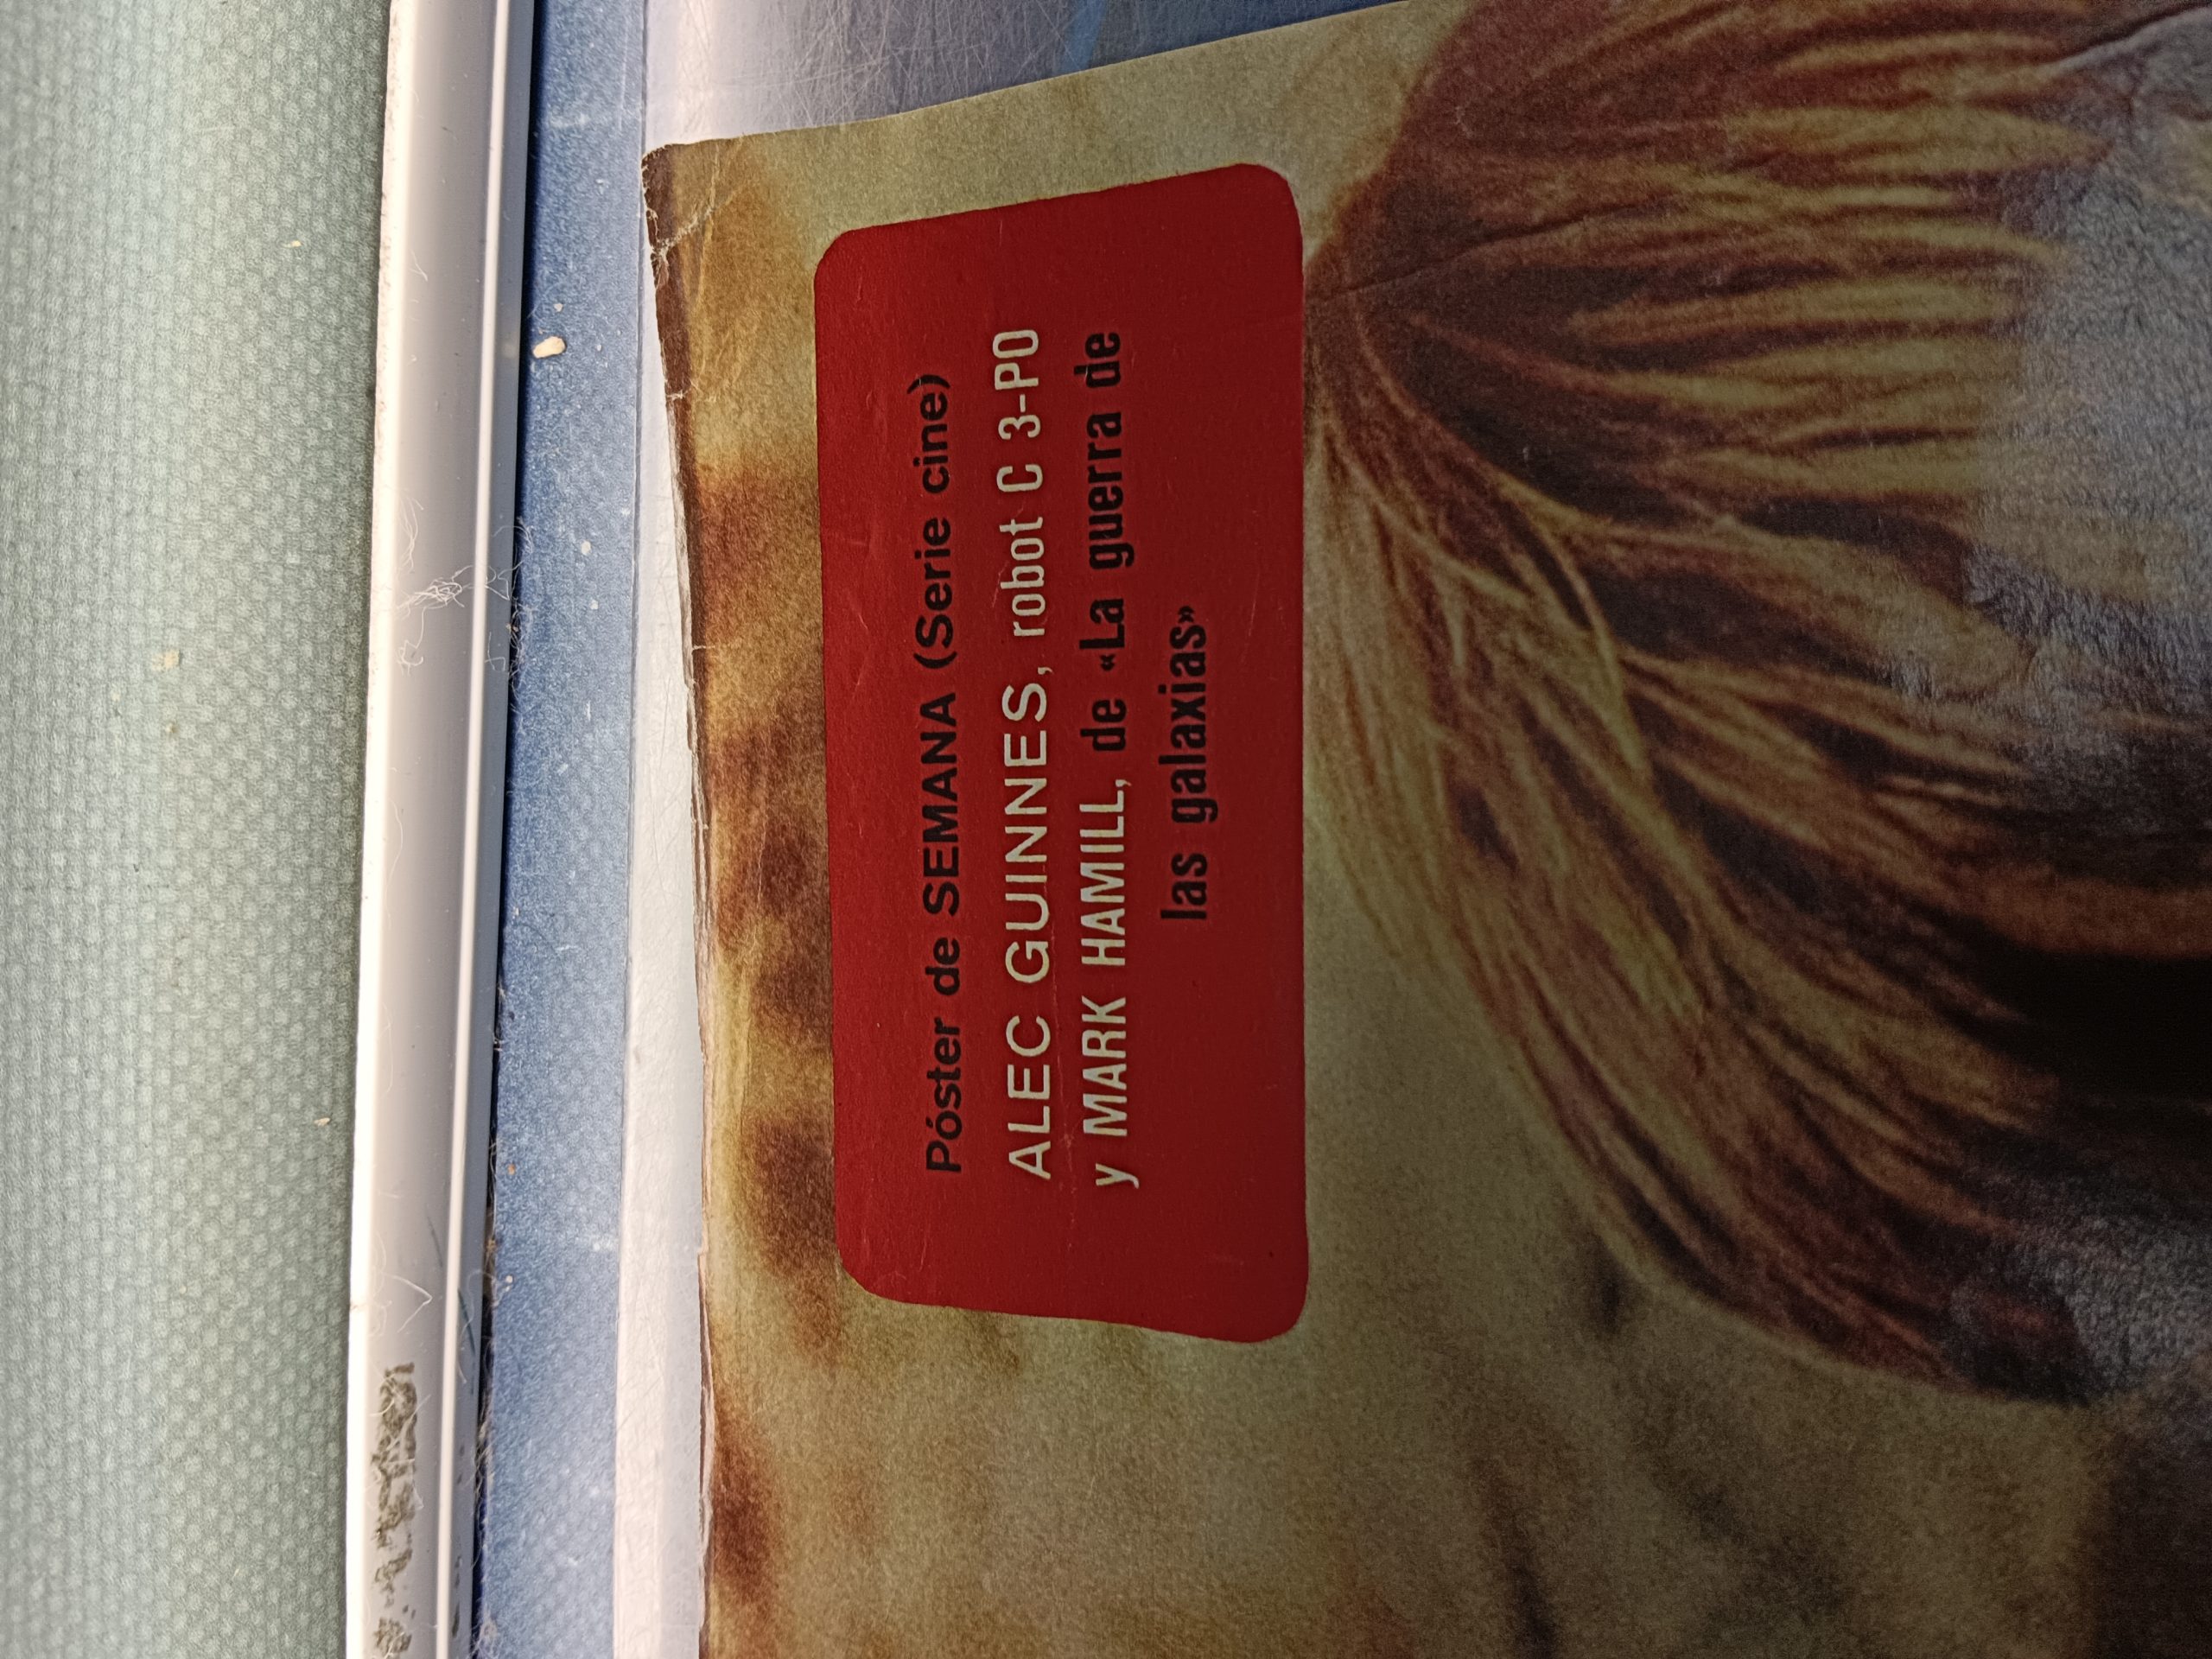 Póster de SEMANA (Serie cine)
ALEC GUINNES, robot C 3-PO
y MARK HAMILL, de «La guerra de
las galaxias»